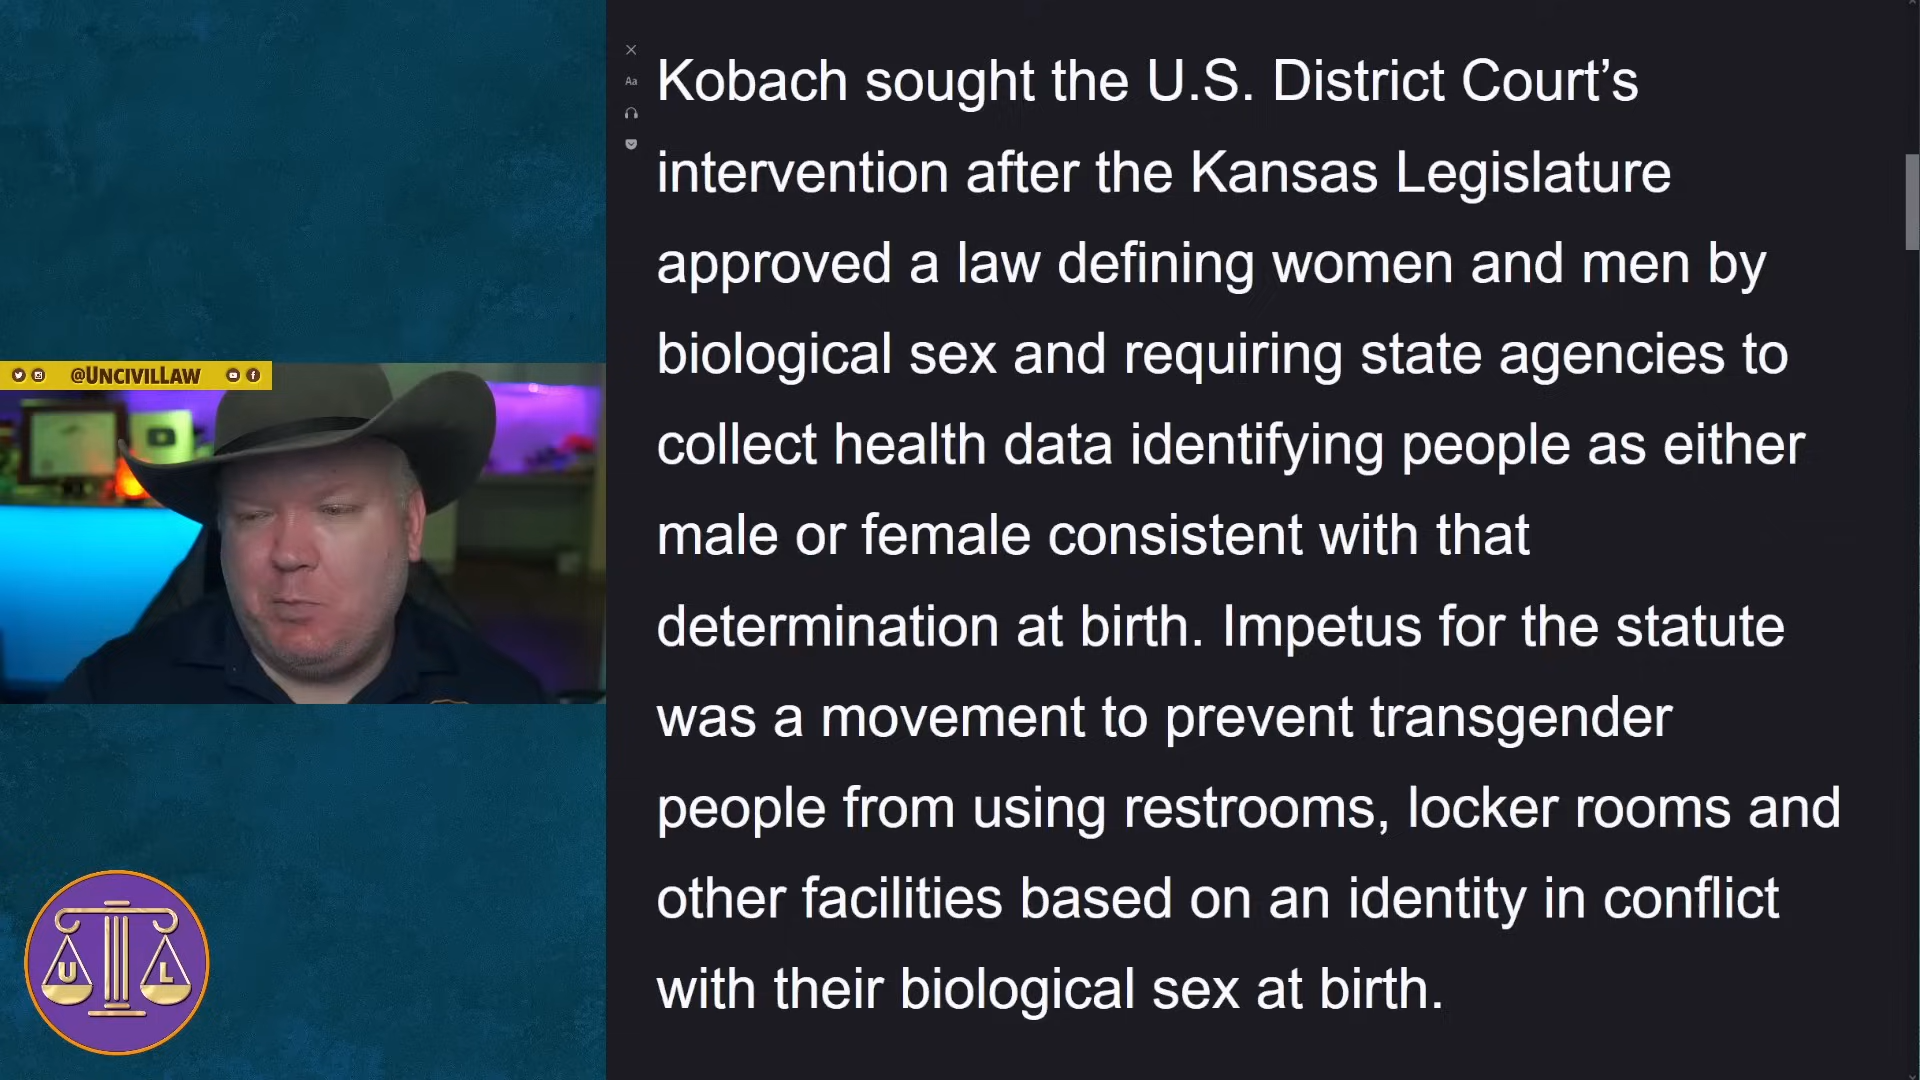 Kobach sought the U.S. District Court’s
intervention after the Kansas Legislature
approved a law defining women and men by
biological sex and requiring state agencies to
collect health data identifying people as either
male or female consistent with that
determination at birth. Impetus for the statute
was a movement to prevent transgender
people from using restrooms, locker rooms and
other facilities based on an identity in conflict
with their biological sex at birth.
Aa
@UNCIVILLAW
U L